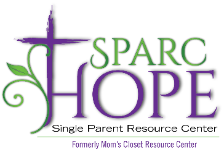 SPARC
HOPE
Single Parent Resource Center
Formerly Mom's Closet Resource Center